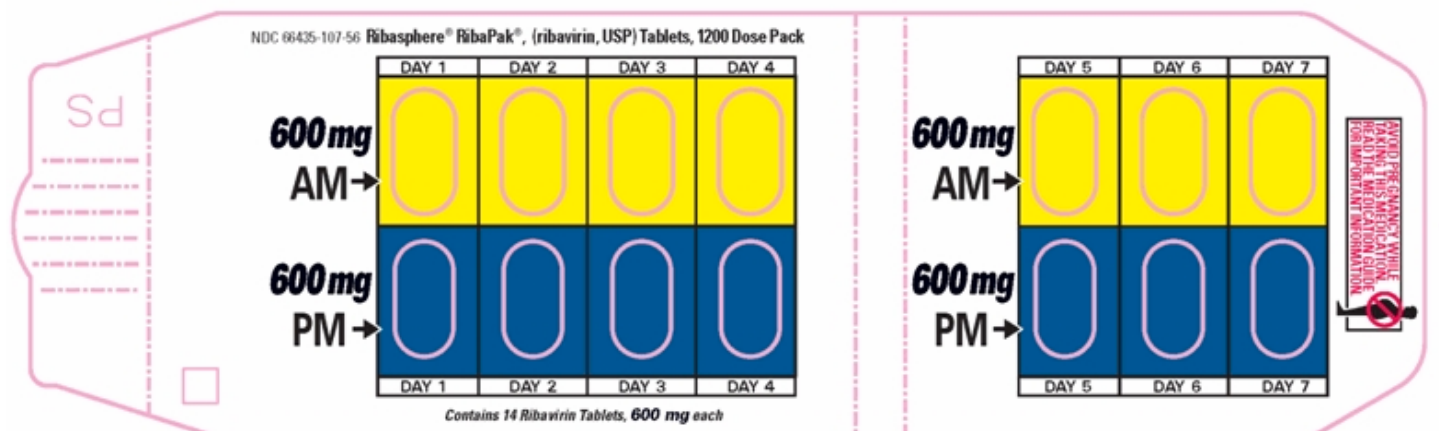 NDC 66435-107-56 Ribasphere® RibaPak®, (ribavirin, USP) Tablets, 1200 Dose Pack
DAY 1 DAY 2 DAY 3 DAY 4
600 mg
AM
600 mg
PM
DAY 1 DAY 2 DAY 3 DAY 4
Contains 14 Ribavirin Tablets, 600 mg each
DAY 5 DAY 6 DAY 7
600 mg
AM
600 mg
PM
DAY 5 DAY 6 DAY 7
AVOID PREGNANCY WHILE
TAKING THIS MEDICATION.
READ THE MEDICATION GUIDE
FOR IMPORTANT INFORMATION.
PS